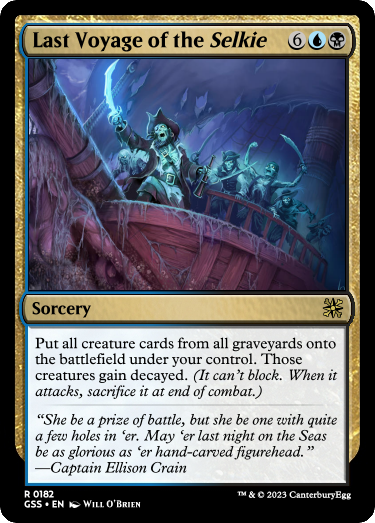 Last Voyage of the Selkie 6
Sorcery
Put all creature cards from all graveyards onto
the battlefield under your control. Those
creatures gain decayed. (It can't block. When it
attacks, sacrifice it at end of combat.)
“She be a prize of battle, but she be one with quite
a few holes in ‘er. May ‘er last night on the Seas
be as glorious as ‘er hand-carved figurehead.”
—Captain Ellison Crain
R 0182
GSS • EN Will O'Brien ™ & © 2023 CanterburyEgg